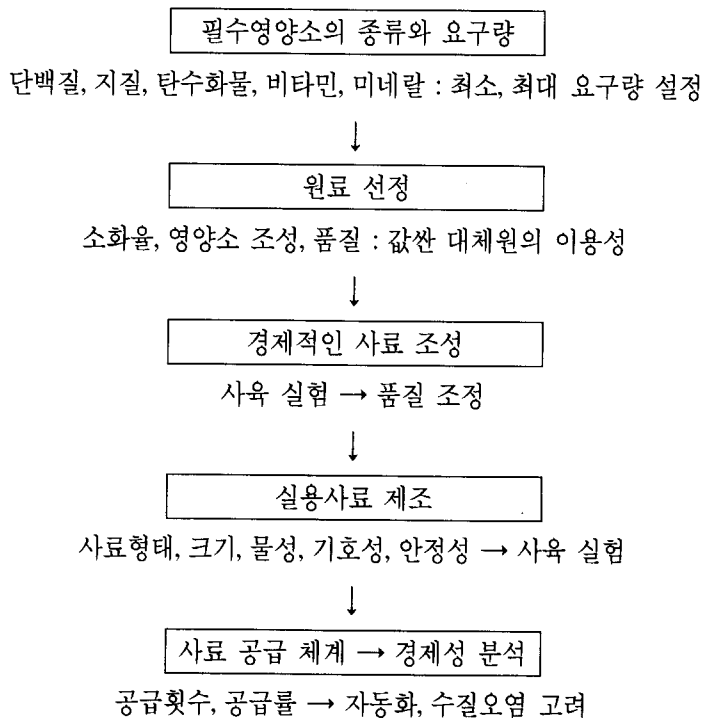 필수영양소의 종류와 요구량
단백질, 지질, 탄수화물, 비타민, 미네랄 : 최소, 최대 요구량 설정
↓
원료 선정
소화율, 영양소 조성, 품질 : 값싼 대체원의 이용성
↓
경제적인 사료 조성
사육 실험 → 품질 조정
↓
실용사료 제조
사료형태, 크기, 물성, 기호성, 안정성 → 사육 실험
↓
사료 공급 체계 → 경제성 분석
공급횟수, 공급률 → 자동화, 수질오염 고려